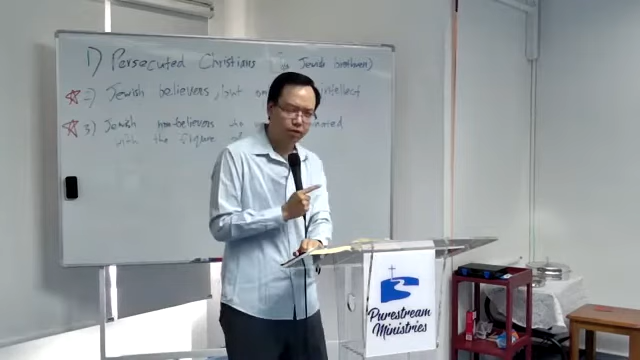 1) Persecuted Christians Jewish brethren)
2) Jewish believers, but intellect
3) Jewish non-believers
with the figure of
Purestream
Ministries